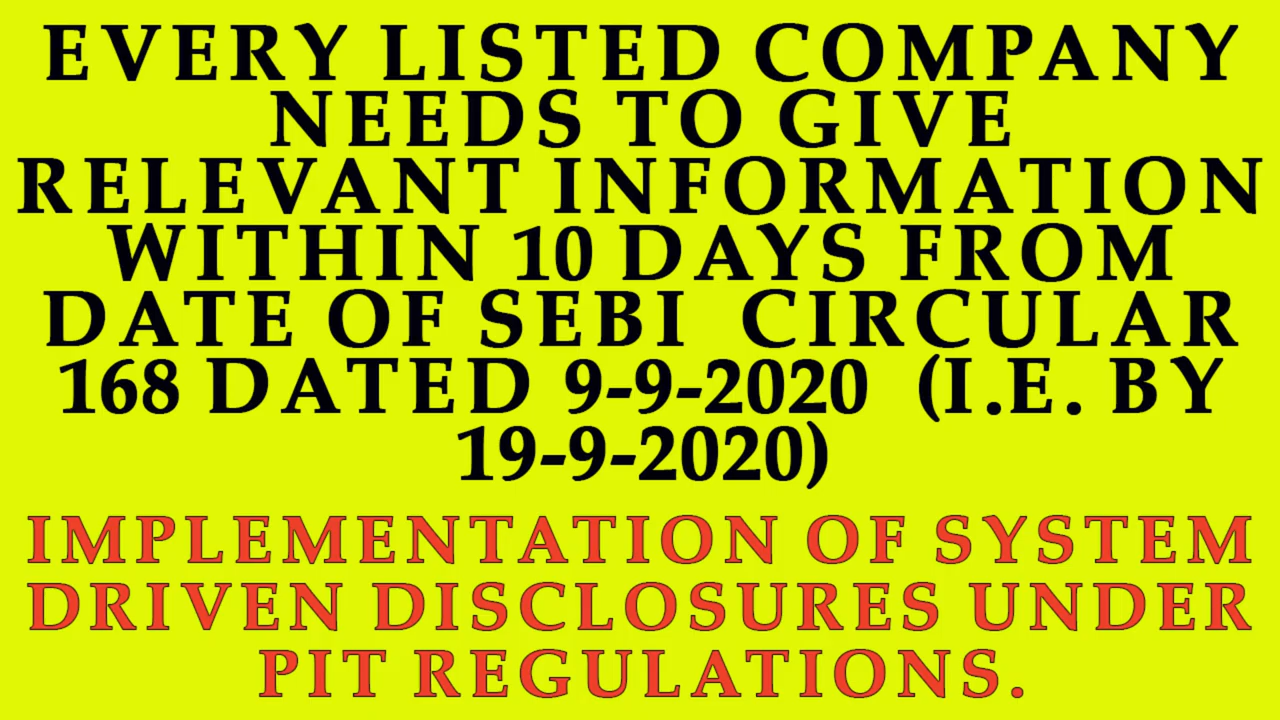 EVERY LISTED COMPANY
NEEDS TO GIVE
RELEVANT INFORMATION
WITHIN 10 DAYS FROM
DATE OF SEBI CIRCULAR
168 DATED 9-9-2020 (I.E. BY
19-9-2020)
IMPLEMENTATION OF SYSTEM
DRIVEN DISCLOSURES UNDER
PIT REGULATIONS.